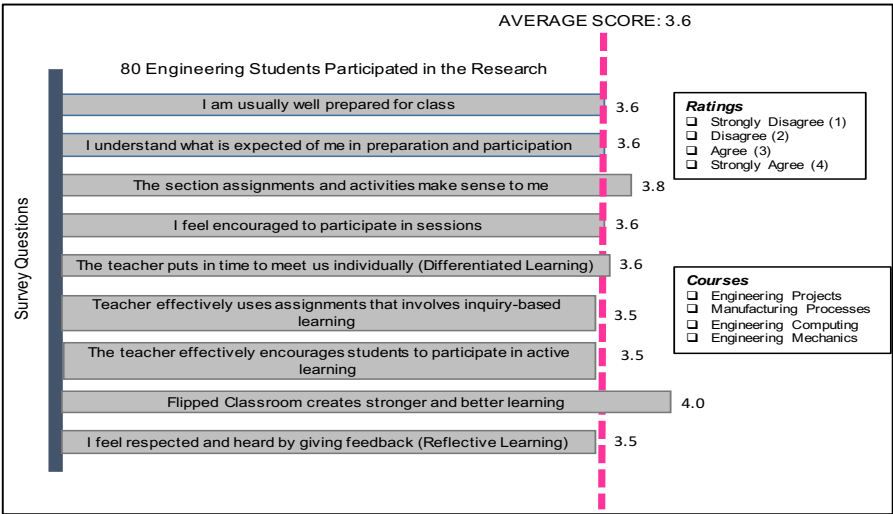 AVERAGE SCORE: 3.6
80 Engineering Students Participated in the Research
Survey Questions
I am usually well prepared for class
3.6
I understand what is expected of me in preparation and participation
3.6
The section assignments and activities make sense to me
3.8
I feel encouraged to participate in sessions
3.6
The teacher puts in time to meet us individually (Differentiated Learning)
3.6
Teacher effectively uses assignments that involves inquiry-based
learning
3.5
The teacher effectively encourages students to participate in active
learning
3.5
Flipped Classroom creates stronger and better learning
4.0
I feel respected and heard by giving feedback (Reflective Learning)
3.5
Ratings
❑ Strongly Disagree (1)
❑ Disagree (2)
❑ Agree (3)
❑ Strongly Agree (4)
Courses
❑ Engineering Projects
❑ Manufacturing Processes
❑ Engineering Computing
❑ Engineering Mechanics